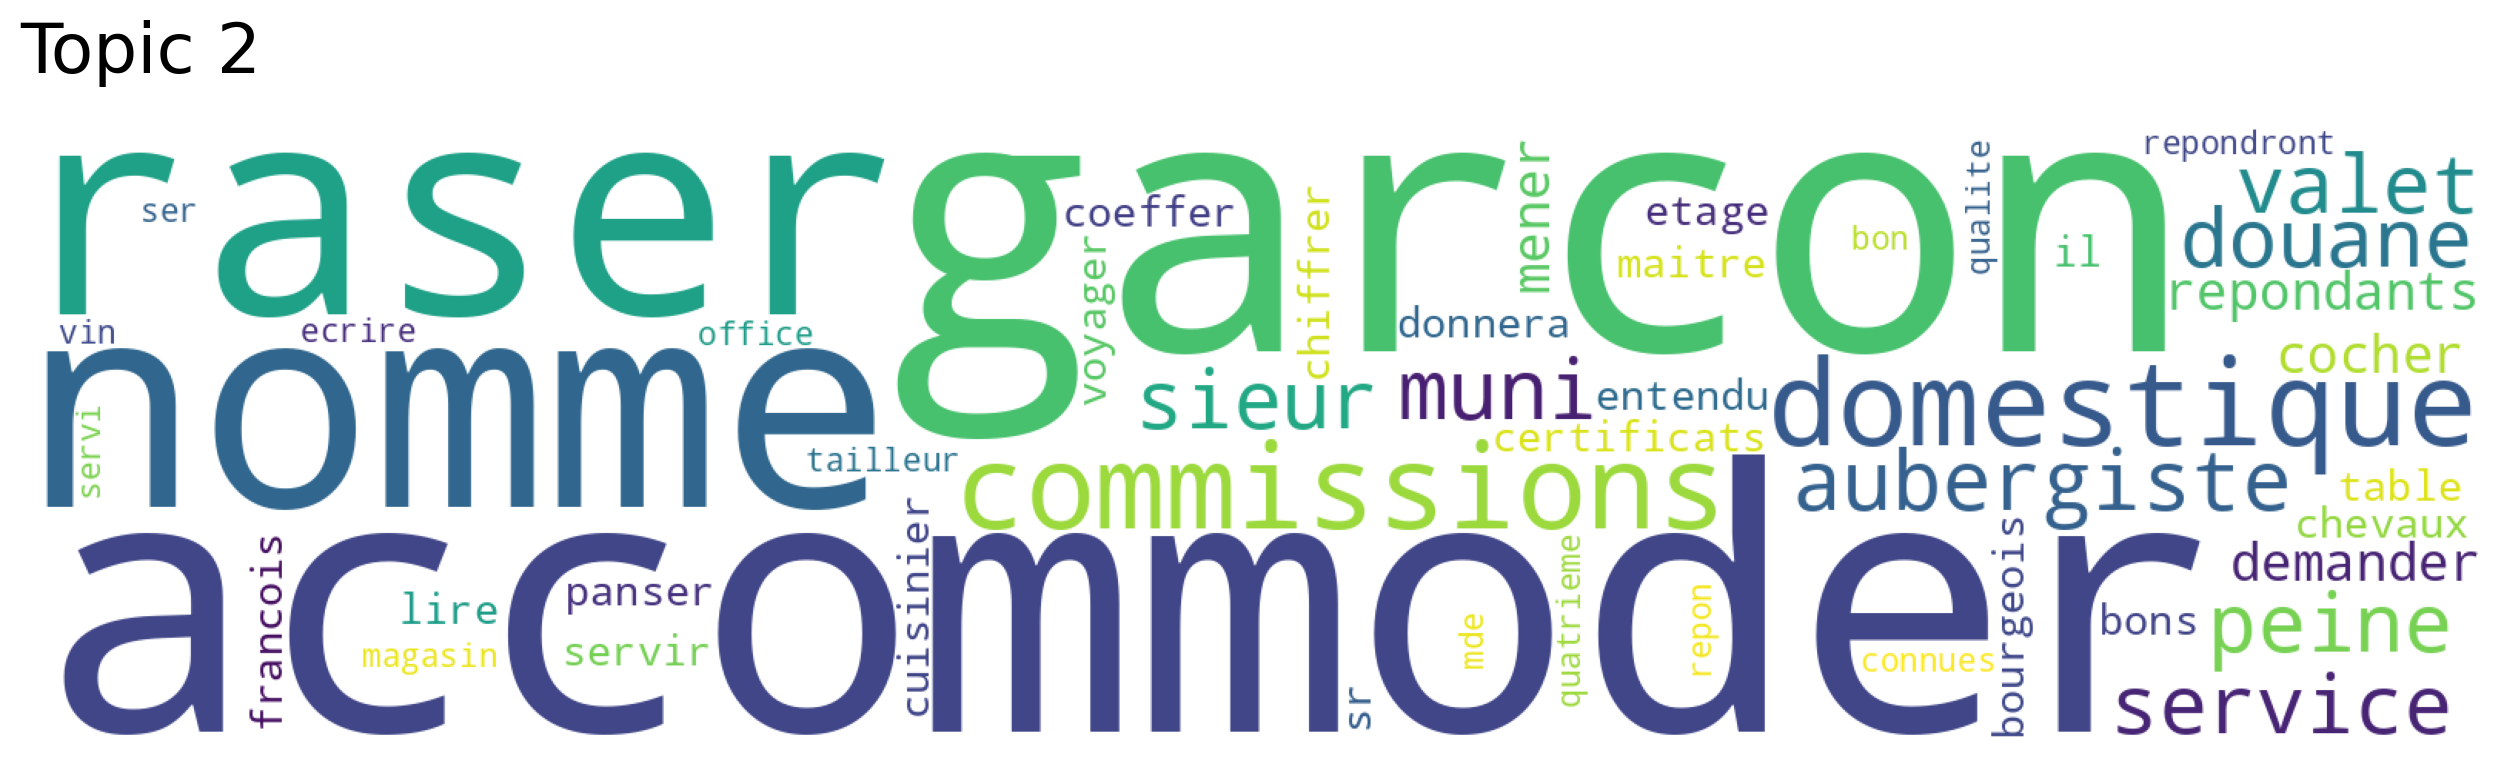 Topic 2
raser
garcon
nomme
accommoder
commissions
domestique
ser
coeffer
voyager
chiffrer
mener
etage
maitre
bon
qualite
il
repondront
valet
douane
repondants
vin
ecrire
office
donnera
cocher
sieur
muni
entendu
certificats
servi
tailleur
aubergiste
table
chevaux
demander
francois
lire
magasin
panser
servir
cuisinier
sr
mde
quatrieme
repon
connues
bourgeois
bons
peine
service